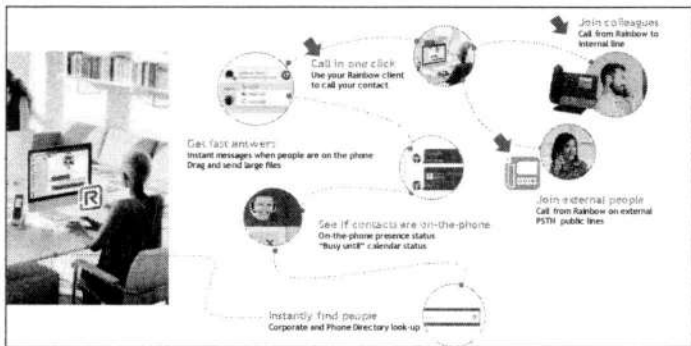 Join colleagues
Call from Rainbow to
internal line
Call in one click
Use your Rainbow client
to call your contact
Get fast answers
Instant messages when people are on the phone
Drag and send large files
R
Join external people
Call from Rainbow on external
PSTN public lines
See if contacts are on-the-phone
On-the-phone presence status
"Busy until" calendar status
Instantly find people
Corporate and Phone Directory look-up